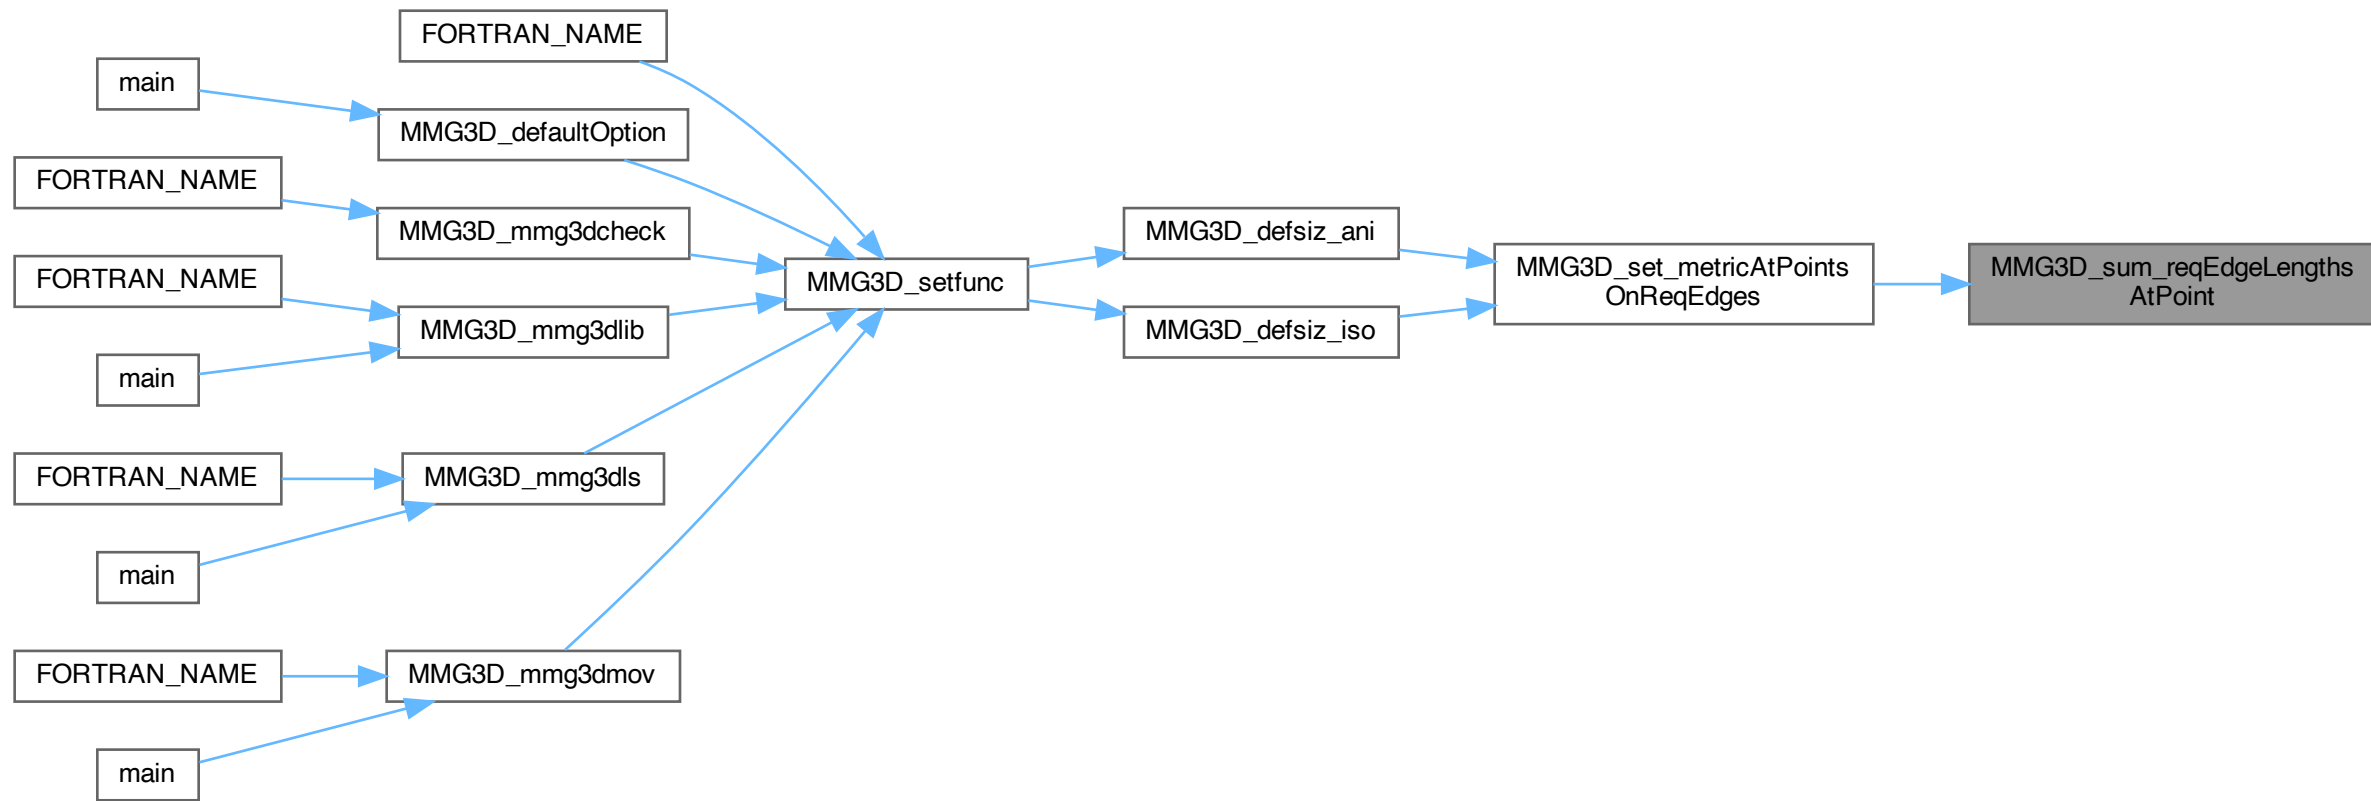 FORTRAN_NAME
main
MMG3D_defaultOption
FORTRAN_NAME
MMG3D_mmg3dcheck
FORTRAN_NAME
MMG3D_mmg3dlib
main
FORTRAN_NAME
MMG3D_mmg3dls
main
FORTRAN_NAME
MMG3D_mmg3dmov
main
MMG3D_setfunc
MMG3D_defsiz_ani
MMG3D_defsiz_iso
MMG3D_set_metricAtPoints
OnReqEdges
MMG3D_sum_reqEdgeLengths
AtPoint